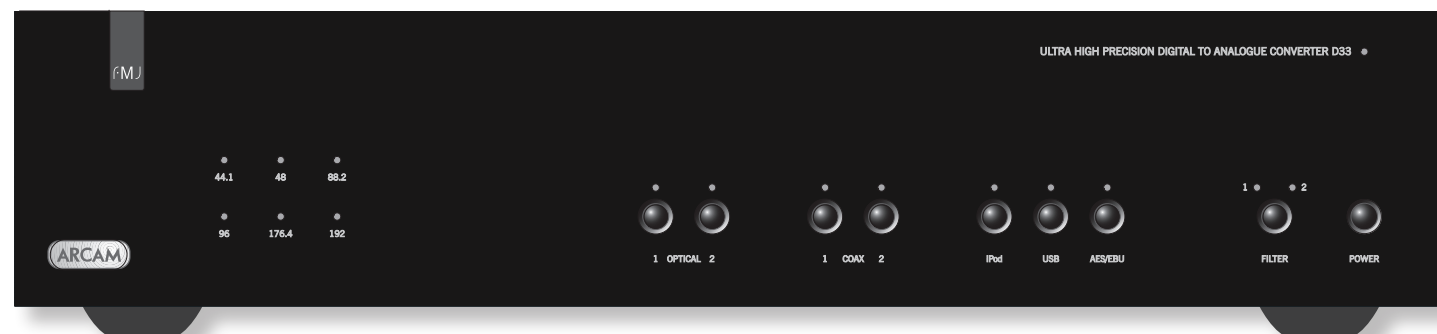 ULTRA HIGH PRECISION DIGITAL TO ANALOGUE CONVERTER D33
fMJ
44.1 48 88.2
1 2
96 176.4 192
ARCAM
1 OPTICAL 2 1 COAX 2 iPod USB AES/EBU FILTER POWER